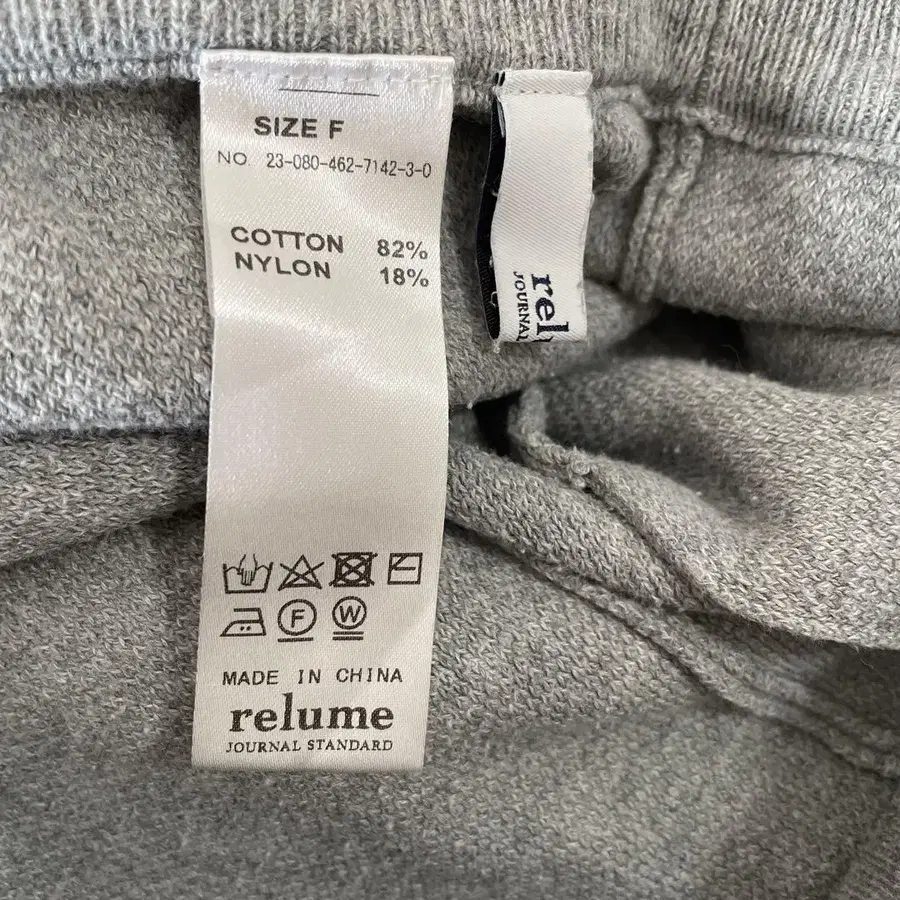 SIZE F
NO. 23-080-462-7142-3-0
COTTON 82%
NYLON 18%
F W
MADE IN CHINA
relume
JOURNAL STANDARD
rel
JOURNAL